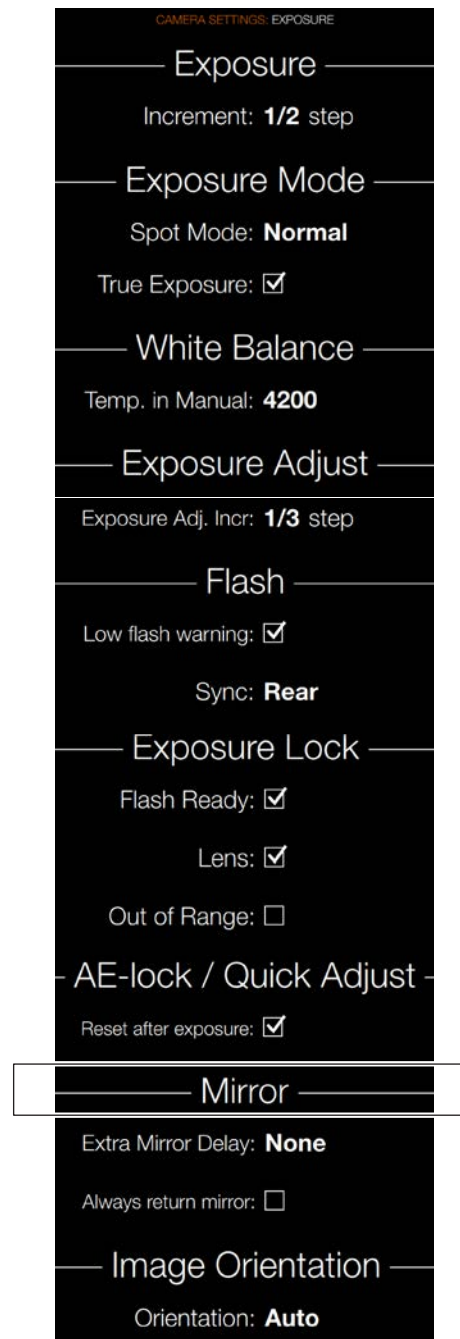 CAMERA SETTINGS: EXPOSURE
Exposure
Increment: 1/2 step
Exposure Mode
Spot Mode: Normal
True Exposure:
White Balance
Temp. in Manual: 4200
Exposure Adjust
Exposure Adj. Incr: 1/3 step
Flash
Low flash warning:
Sync: Rear
Exposure Lock
Flash Ready:
Lens:
Out of Range:
AE-lock / Quick Adjust
Reset after exposure:
Mirror
Extra Mirror Delay: None
Always return mirror:
Image Orientation
Orientation: Auto